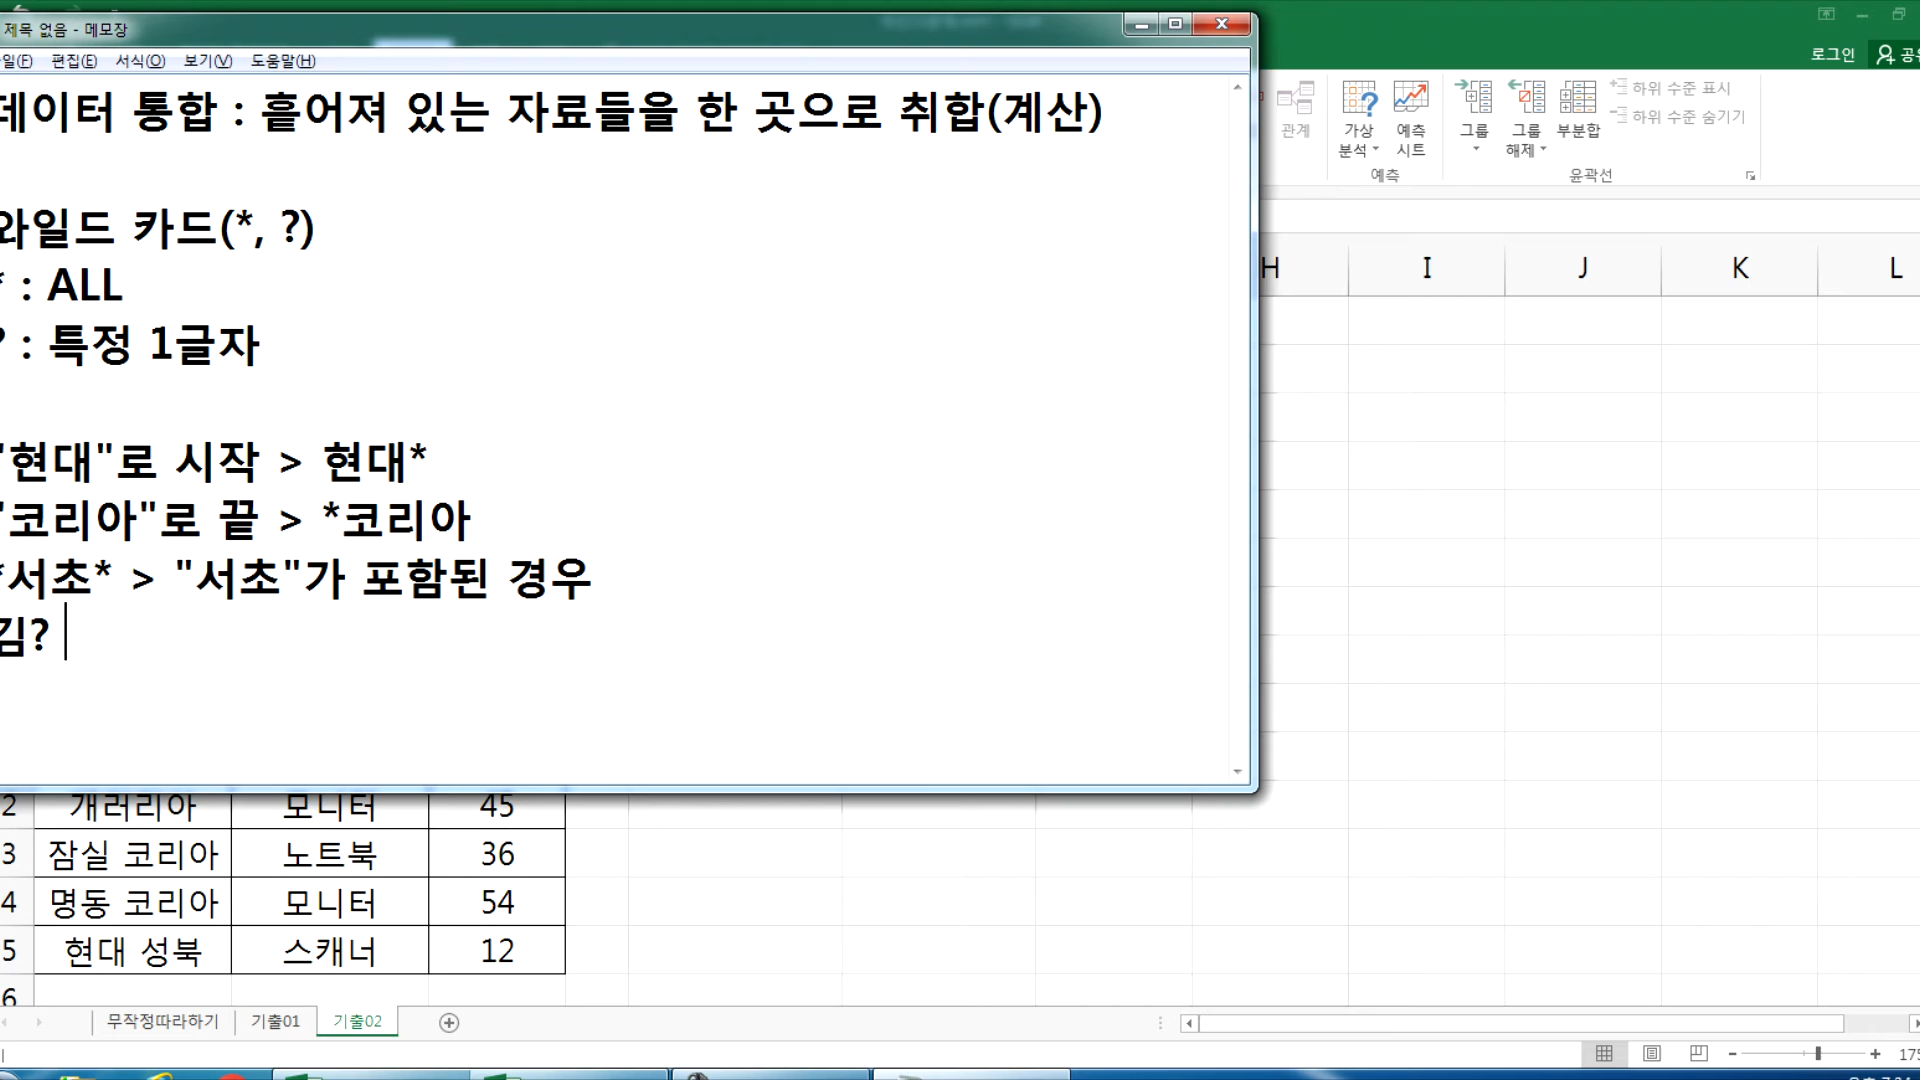 제목 없음 - 메모장
일(F) 편집(E) 서식(O) 보기(V) 도움말(H)
데이터 통합 : 흩어져 있는 자료들을 한 곳으로 취합(계산)
와일드 카드(*, ?)
* : ALL
? : 특정 1글자
"현대"로 시작 > 현대*
"코리아"로 끝 > *코리아
*서초* > "서초"가 포함된 경우
김?
로그인 공유
관계
가상 분석
예측 시트
그룹
그룹 해제
부분합
하위 수준 표시
하위 수준 숨기기
예측
윤곽선
H I J K L
2 개러리아 모니터 45
3 잠실 코리아 노트북 36
4 명동 코리아 모니터 54
5 현대 성북 스캐너 12
6
무작정따라하기 기출01 기출02
175